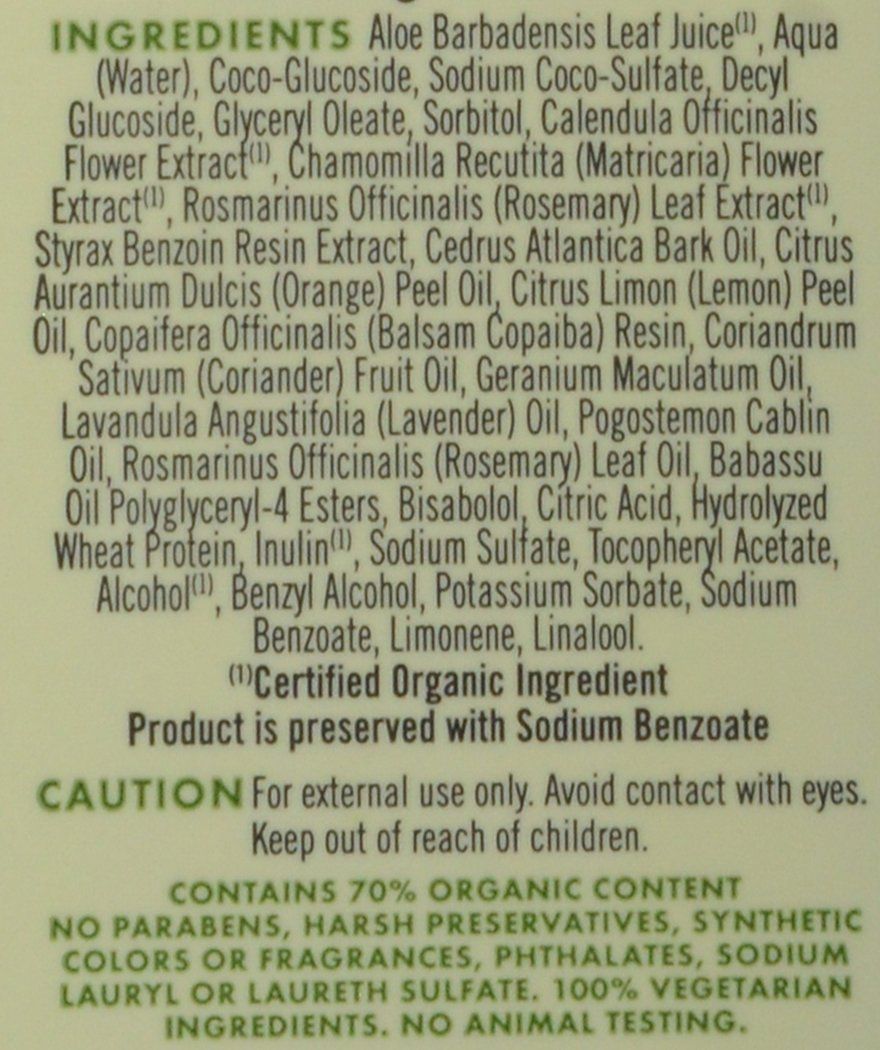 INGREDIENTS Aloe Barbadensis Leaf Juice⁽¹⁾, Aqua
(Water), Coco-Glucoside, Sodium Coco-Sulfate, Decyl
Glucoside, Glyceryl Oleate, Sorbitol, Calendula Officinalis
Flower Extract⁽¹⁾, Chamomilla Recutita (Matricaria) Flower
Extract⁽¹⁾, Rosmarinus Officinalis (Rosemary) Leaf Extract⁽¹⁾,
Styrax Benzoin Resin Extract, Cedrus Atlantica Bark Oil, Citrus
Aurantium Dulcis (Orange) Peel Oil, Citrus Limon (Lemon) Peel
Oil, Copaifera Officinalis (Balsam Copaiba) Resin, Coriandrum
Sativum (Coriander) Fruit Oil, Geranium Maculatum Oil,
Lavandula Angustifolia (Lavender) Oil, Pogostemon Cablin
Oil, Rosmarinus Officinalis (Rosemary) Leaf Oil, Babassu
Oil Polyglyceryl-4 Esters, Bisabolol, Citric Acid, Hydrolyzed
Wheat Protein, Inulin⁽¹⁾, Sodium Sulfate, Tocopheryl Acetate,
Alcohol⁽¹⁾, Benzyl Alcohol, Potassium Sorbate, Sodium
Benzoate, Limonene, Linalool.
⁽¹⁾Certified Organic Ingredient
Product is preserved with Sodium Benzoate
CAUTION For external use only. Avoid contact with eyes.
Keep out of reach of children.
CONTAINS 70% ORGANIC CONTENT
NO PARABENS, HARSH PRESERVATIVES, SYNTHETIC
COLORS OR FRAGRANCES, PHTHALATES, SODIUM
LAURYL OR LAURETH SULFATE. 100% VEGETARIAN
INGREDIENTS. NO ANIMAL TESTING.